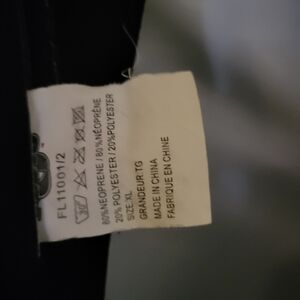 FL11001/2
80%NEOPRENE / 80%NÉOPRÈNE
20%POLYESTER / 20%POLYESTER
SIZE:XL
GRANDEUR TG
MADE IN CHINA
FABRIQUE EN CHINE